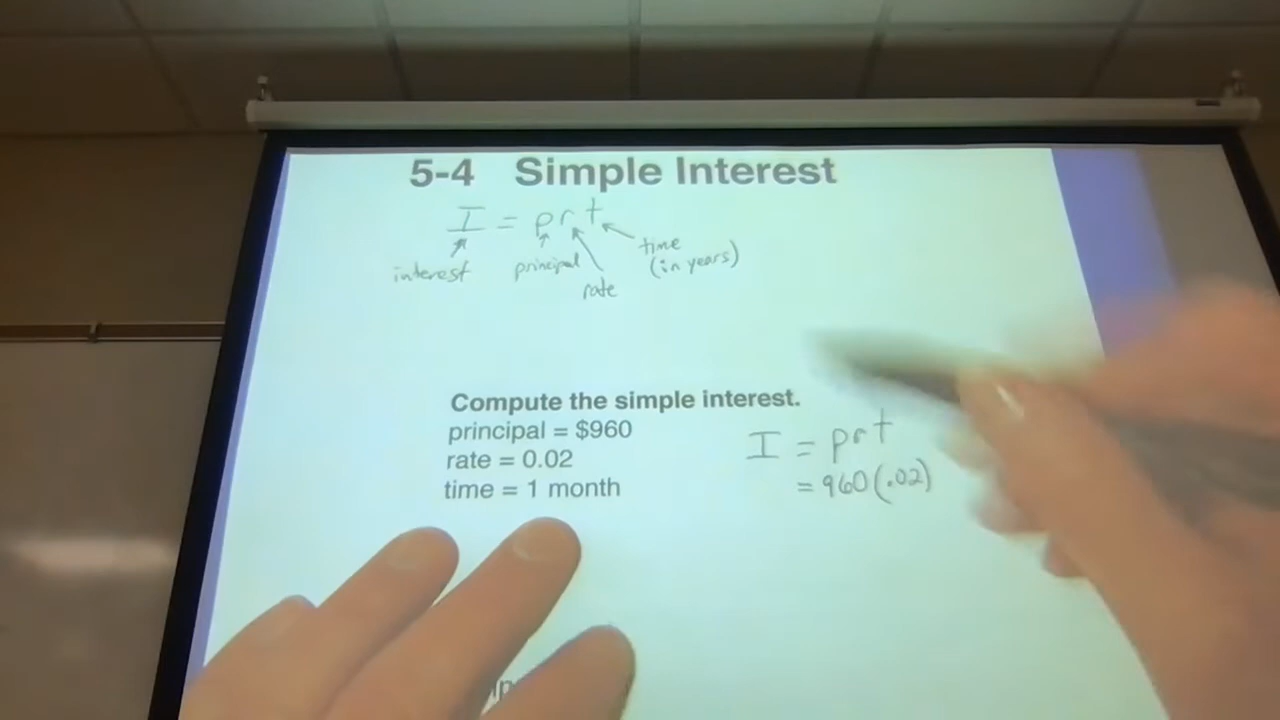 5-4 Simple Interest
I = prt
interest
principal
rate
time
(in years)
Compute the simple interest.
principal = $960
rate = 0.02
time = 1 month
I = prt
= 960(.02)